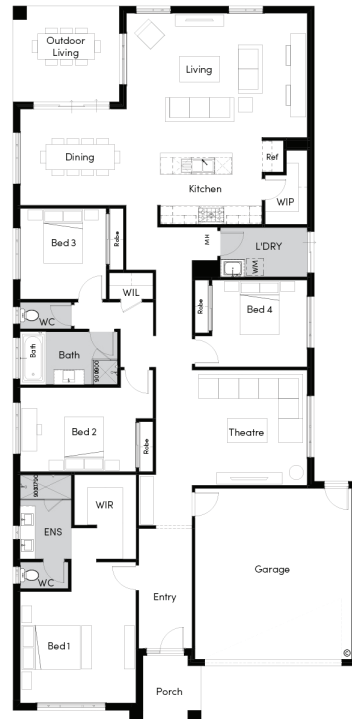 Outdoor
Living
Living
Dining
Ref
Kitchen
WIP
Bed 3
Robe
MH
L'DRY
W/M
WIL
WC
Robe
Bed 4
Bath
Bath
900x900
Bed 2
Robe
Theatre
WIR
ENS
WC
Garage
Entry
Bed 1
©
Porch